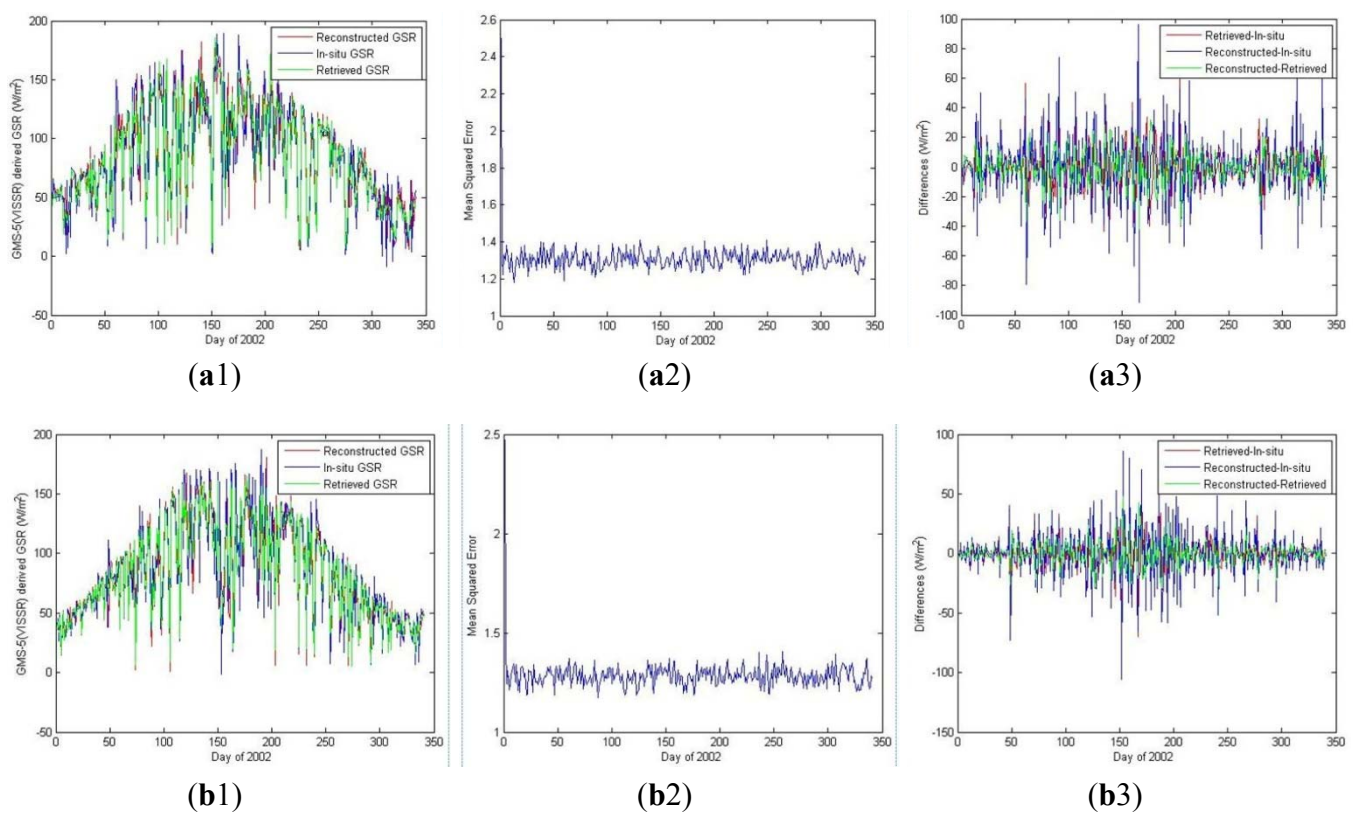 200
150
100
50
0
-50
GMS-5(VISSR) derived GSR (W/m²)
Reconstructed GSR
In-situ GSR
Retrieved GSR
0 50 100 150 200 250 300 350
Day of 2002
(a1)
2.6
2.4
2.2
2
1.8
1.6
1.4
1.2
1
Mean Squared Error
0 50 100 150 200 250 300 350
Day of 2002
(a2)
100
80
60
40
20
0
-20
-40
-60
-80
-100
Differences (W/m²)
Retrieved-In-situ
Reconstructed-In-situ
Reconstructed-Retrieved
0 50 100 150 200 250 300 350
Day of 2002
(a3)
200
150
100
50
0
-50
GMS-5(VISSR) derived GSR (W/m²)
Reconstructed GSR
In-situ GSR
Retrieved GSR
0 50 100 150 200 250 300 350
Day of 2002
(b1)
2.5
2
1.5
1
Mean Squared Error
0 50 100 150 200 250 300 350
Day of 2002
(b2)
100
50
0
-50
-100
-150
Differences (W/m²)
Retrieved-In-situ
Reconstructed-In-situ
Reconstructed-Retrieved
0 50 100 150 200 250 300 350
Day of 2002
(b3)